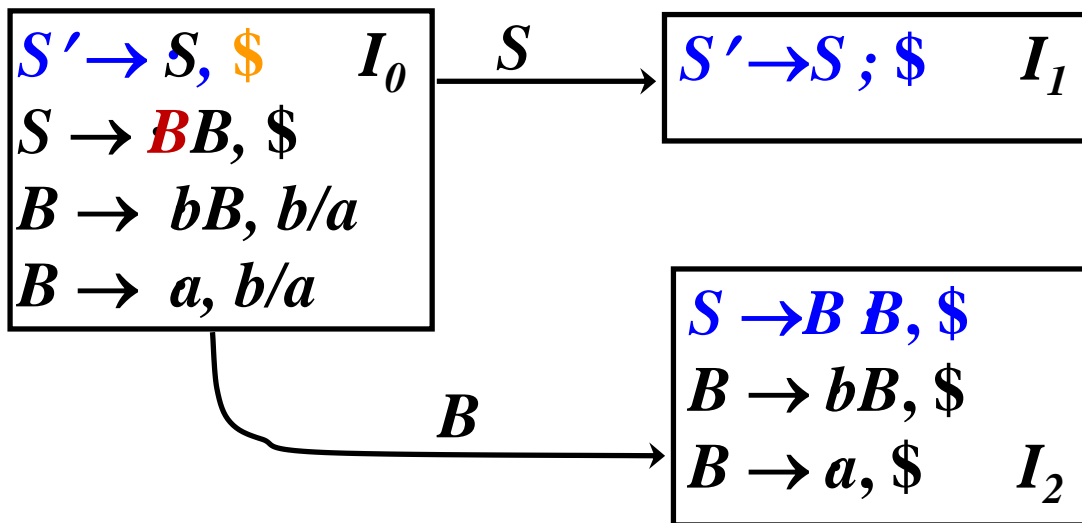 S′→ ·S, $ I₀
S → ·BB, $
B → ·bB, b/a
B → ·a, b/a
S
S′→S·, $ I₁
B
S →B·B, $
B → ·bB, $
B → ·a, $ I₂